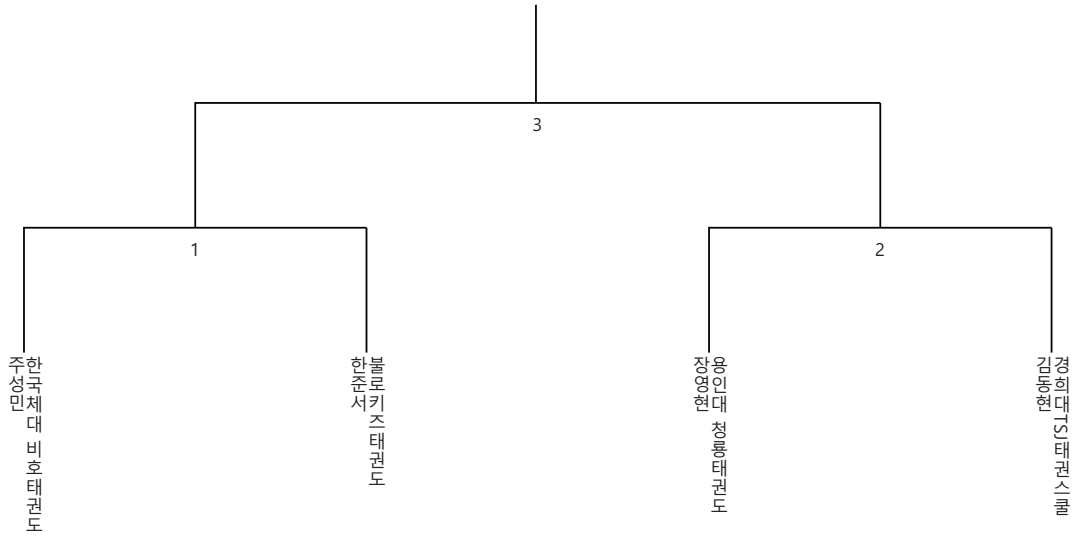 3
1
2
한국체대 비호태권도
주성민
불로키즈태권도
한준서
용인대 청룡태권도
장영현
경희대TSJ태권스쿨
김동현